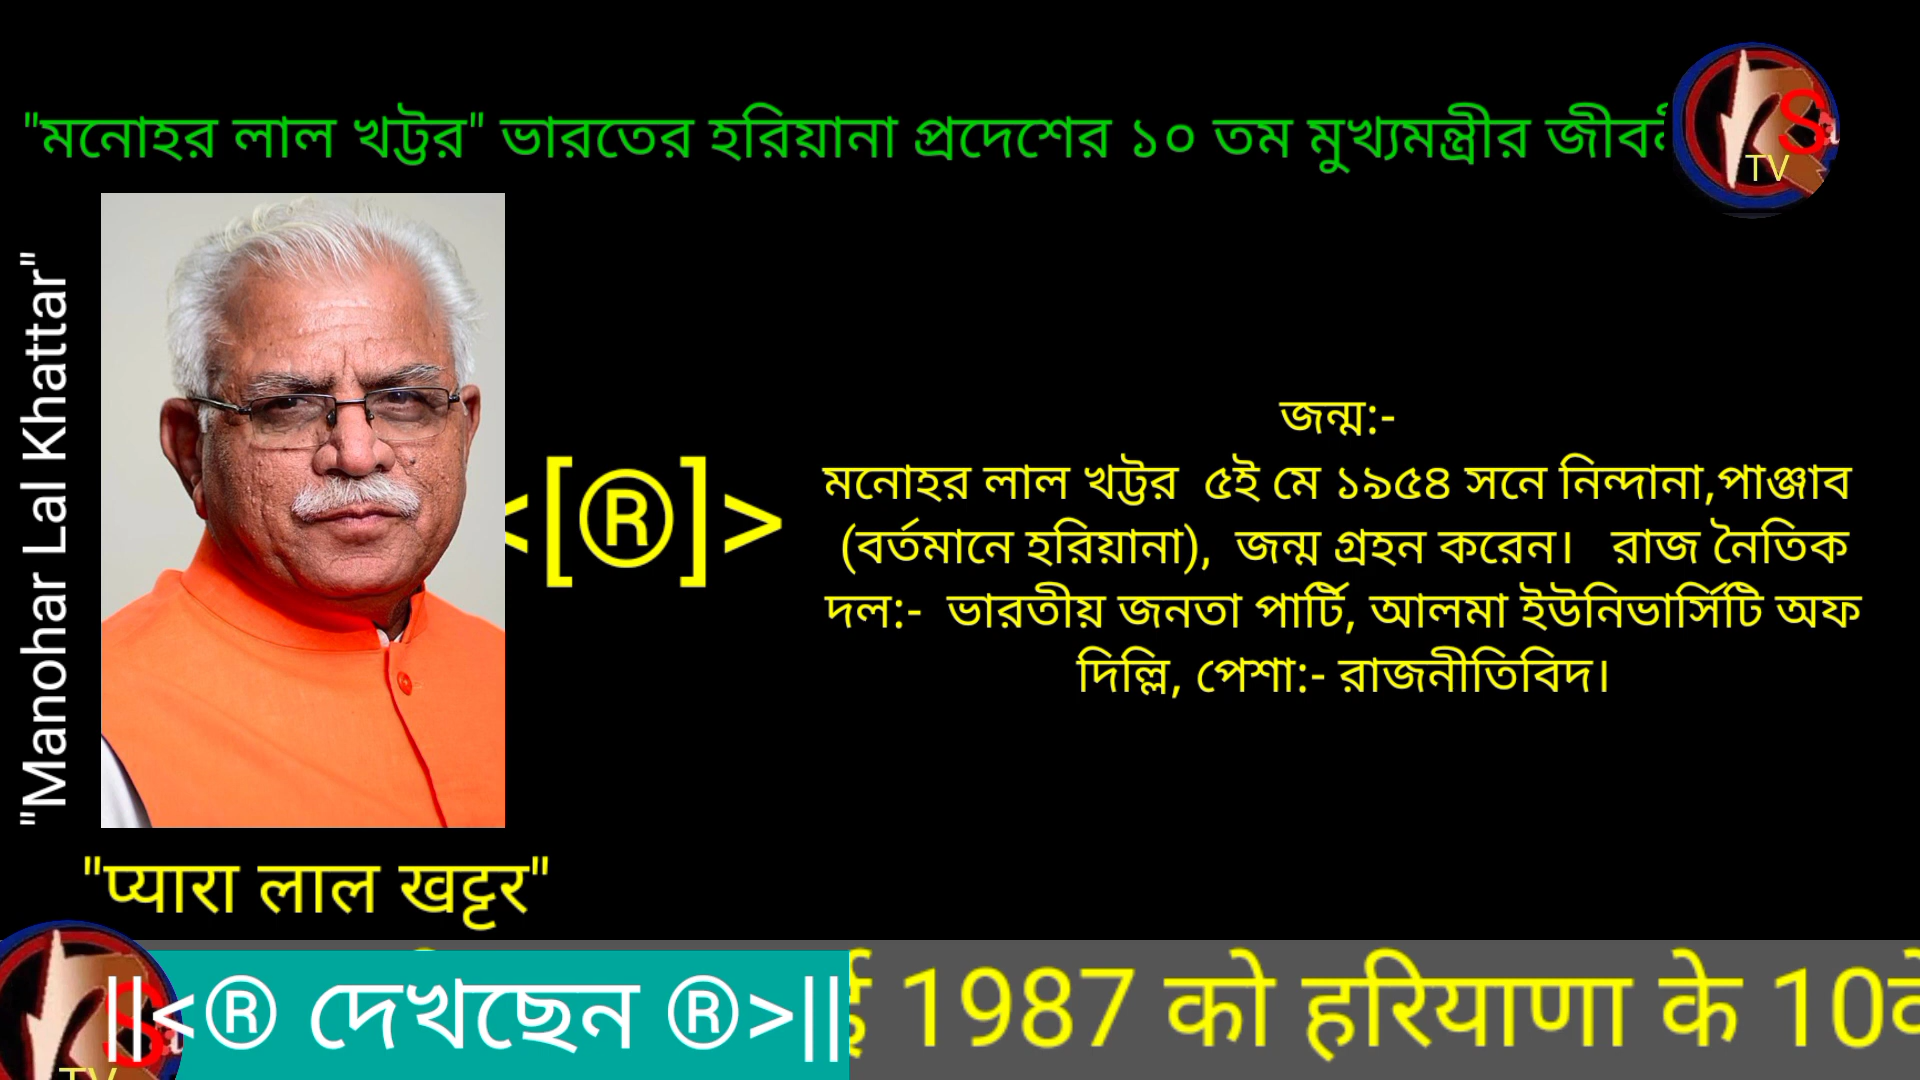 "মনোহর লাল খট্টর" ভারতের হরিয়ানা প্রদেশের ১০ তম মুখ্যমন্ত্রীর
TV
"Manohar Lal Khattar"
<[®]>
জন্ম:-
মনোহর লাল খট্টর ৫ই মে ১৯৫৪ সনে নিন্দানা,পাঞ্জাব
(বর্তমানে হরিয়ানা), জন্ম গ্রহন করেন। রাজ নৈতিক
দল:- ভারতীয় জনতা পার্টি, আলমা ইউনিভার্সিটি অফ
দিল্লি, পেশা:- রাজনীতিবিদ।
"प्यারা লাল खट्टर"
||<® দেখছেন ®>||
1987 को हरियाणा के
TV